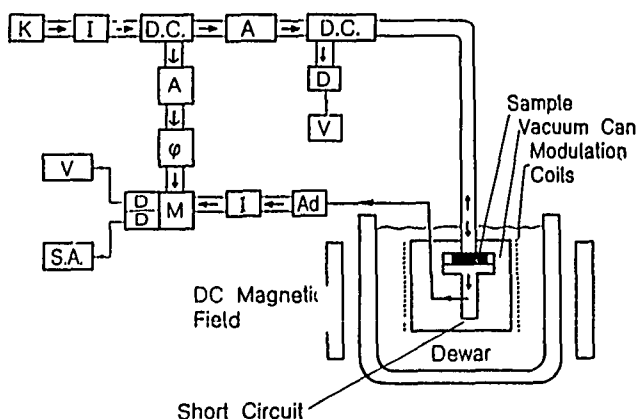 K I D.C. A D.C.
A D
φ V
Sample
Vacuum Can
Modulation
Coils
V
D
D
M I Ad
S.A.
DC Magnetic
Field
Dewar
Short Circuit